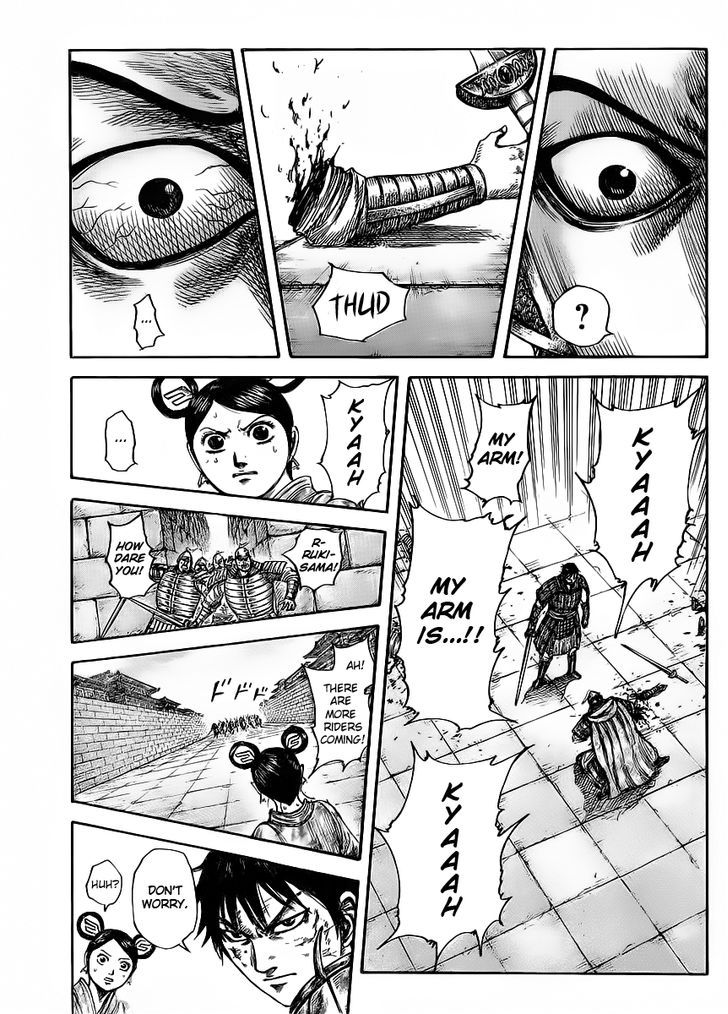 ?
THUD
...
KYAAAH
MY
ARM!
MY
ARM
IS...!!
KYAAAH
KYAAH
...
R-
RUKI-
SAMA!
HOW
DARE
YOU!
AH!
THERE
ARE
MORE
RIDERS
COMING!
ドドドド
DON'T
WORRY.
HUH?